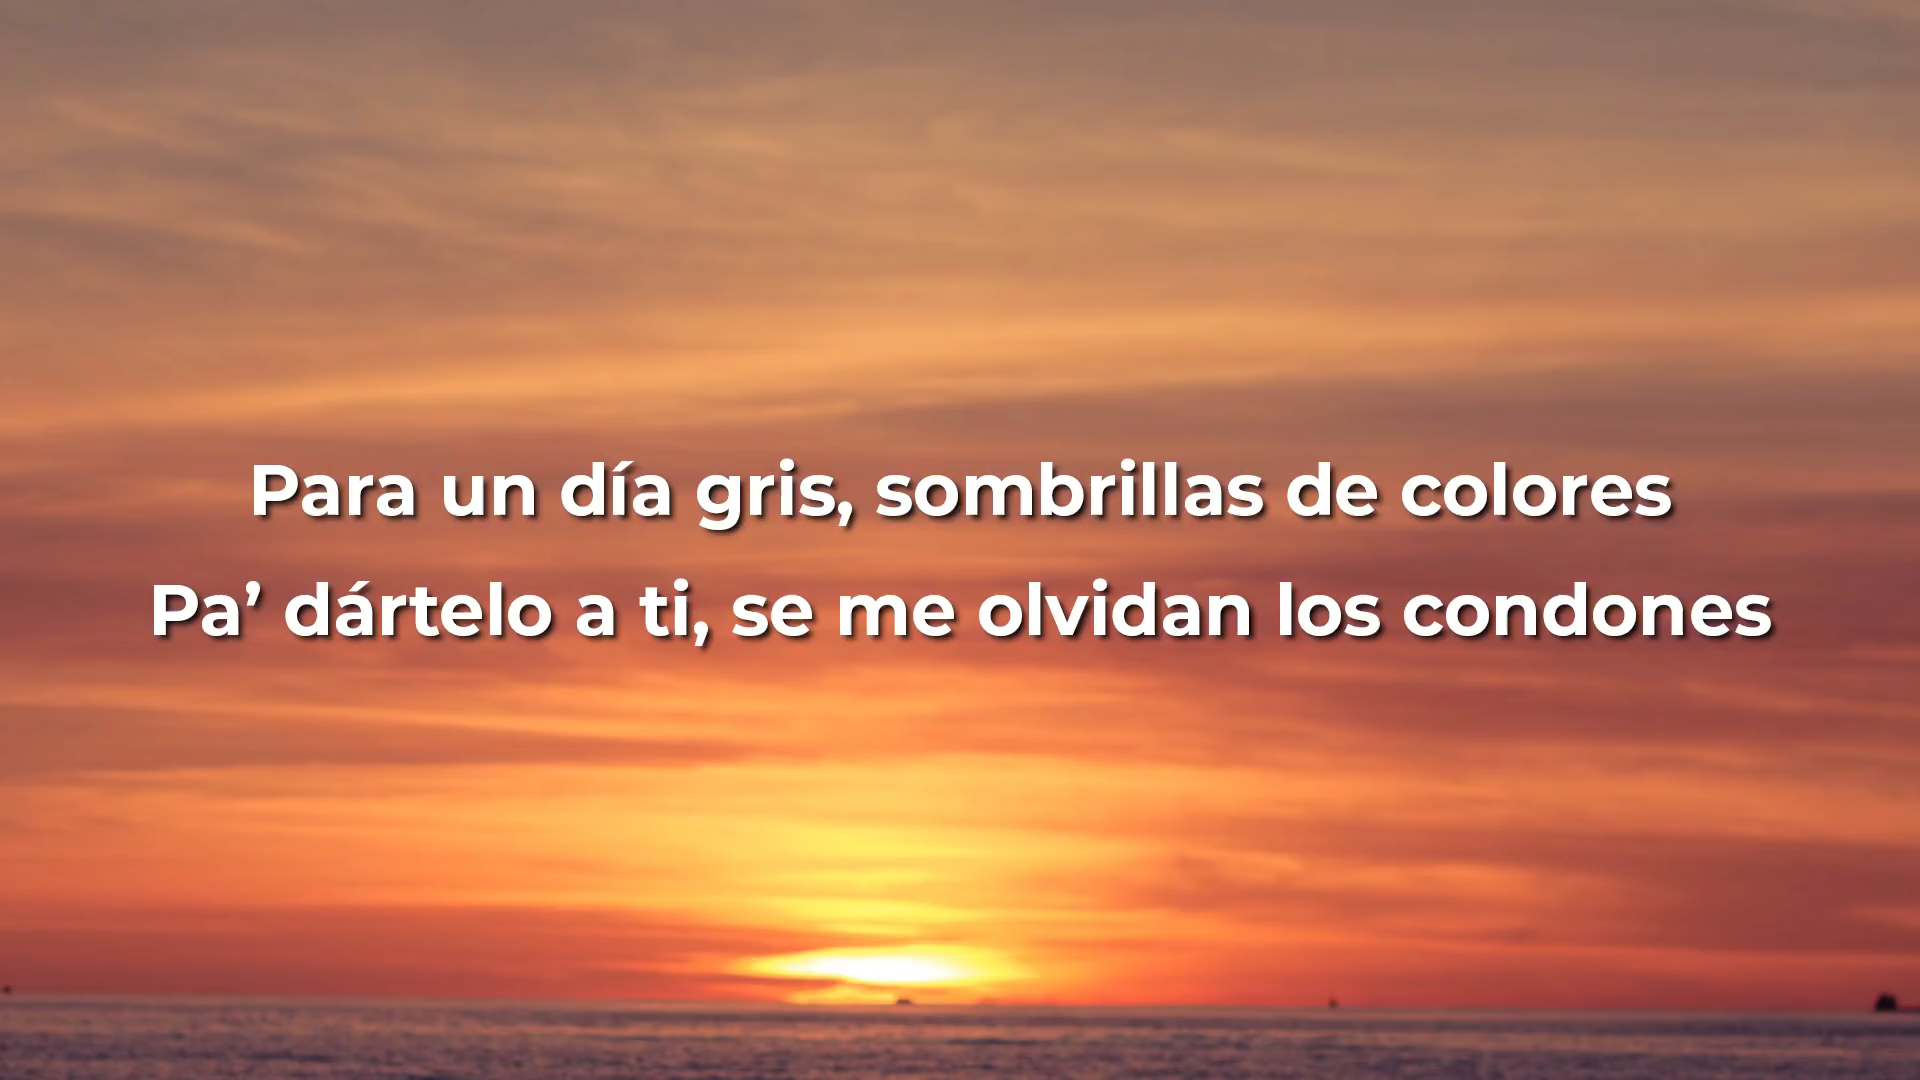 Para un día gris, sombrillas de colores
Pa’ dártelo a ti, se me olvidan los condones